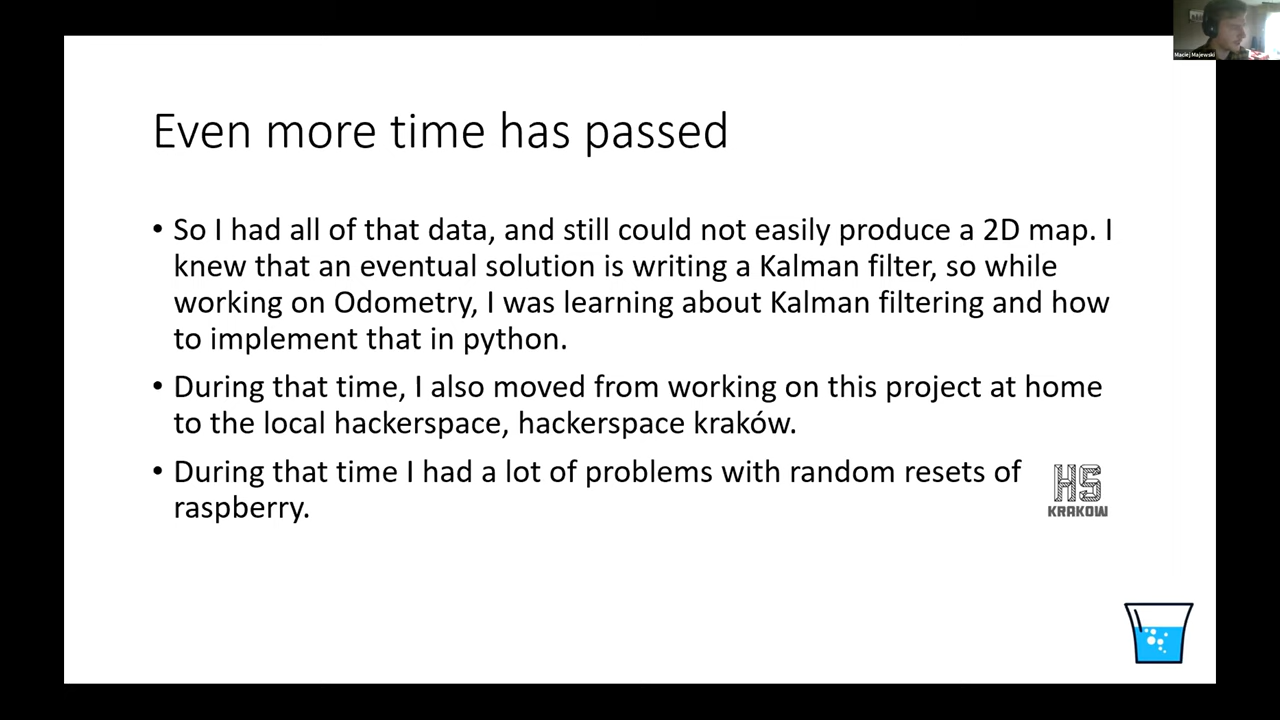 Maciej Majewski
Even more time has passed
• So I had all of that data, and still could not easily produce a 2D map. I
knew that an eventual solution is writing a Kalman filter, so while
working on Odometry, I was learning about Kalman filtering and how
to implement that in python.
• During that time, I also moved from working on this project at home
to the local hackerspace, hackerspace kraków.
• During that time I had a lot of problems with random resets of
raspberry.
HS
KRAKOW